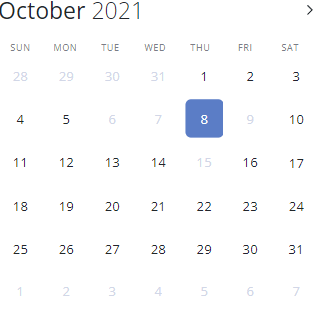 October 2021
SUN MON TUE WED THU FRI SAT
28 29 30 31 1 2 3
4 5 6 7 8 9 10
11 12 13 14 15 16 17
18 19 20 21 22 23 24
25 26 27 28 29 30 31
1 2 3 4 5 6 7